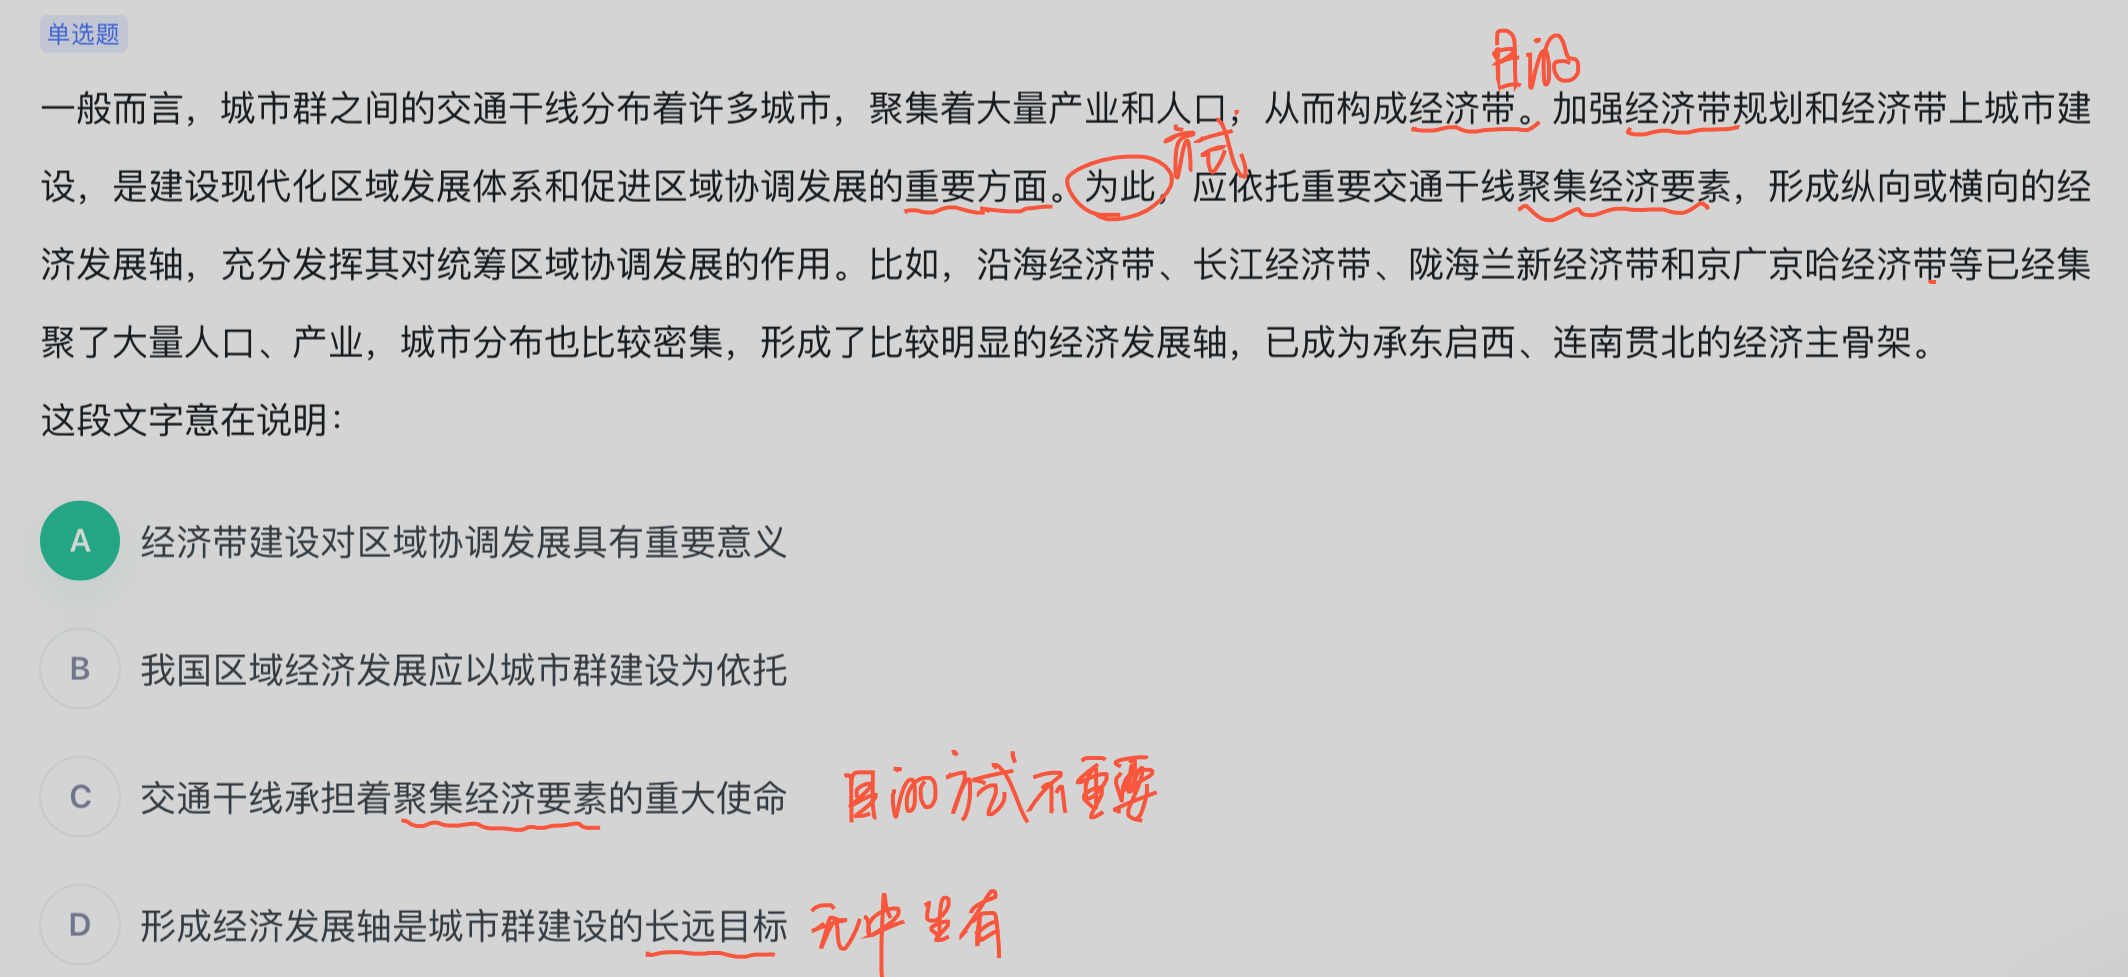 单选题
目的
一般而言，城市群之间的交通干线分布着许多城市，聚集着大量产业和人口，从而构成经济带。加强经济带规划和经济带上城市建
方式
设，是建设现代化区域发展体系和促进区域协调发展的重要方面。为此，应依托重要交通干线聚集经济要素，形成纵向或横向的经
济发展轴，充分发挥其对统筹区域协调发展的作用。比如，沿海经济带、长江经济带、陇海兰新经济带和京广京哈经济带等已经集
聚了大量人口、产业，城市分布也比较密集，形成了比较明显的经济发展轴，已成为承东启西、连南贯北的经济主骨架。
这段文字意在说明：
A 经济带建设对区域协调发展具有重要意义
B 我国区域经济发展应以城市群建设为依托
C 交通干线承担着聚集经济要素的重大使命 目的方式不重要
D 形成经济发展轴是城市群建设的长远目标 无中生有